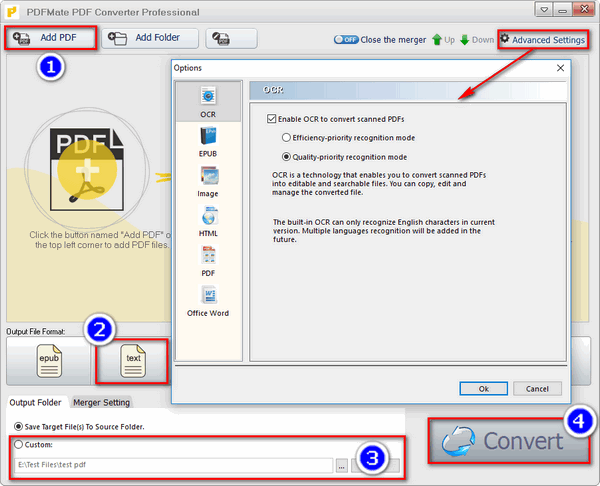 PDFMate PDF Converter Professional
Add PDF
Add Folder
OFF
Close the merger
Up
Down
Advanced Settings
1
Options
OCR
EPUB
Image
HTML
PDF
Office Word
OCR
Enable OCR to convert scanned PDFs
Efficiency-priority recognition mode
Quality-priority recognition mode
OCR is a technology that enables you to convert scanned PDFs
into editable and searchable files. You can copy, edit and
manage the converted file.
The built-in OCR can only recognize English characters in current
version. Multiple languages recognition will be added in the
future.
Ok
Cancel
PDF
Click the button named "Add PDF" o
the top left corner to add PDF files.
Output File Format:
2
epub
text
Output Folder
Merger Setting
Save Target File(s) To Source Folder.
Custom:
E:\Test Files\test pdf
...
3
4
Convert